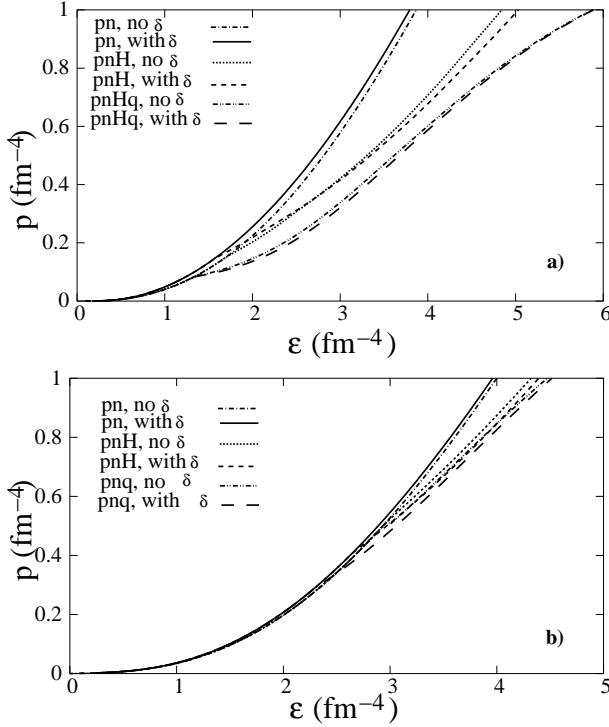 pn, no δ
pn, with δ
pnH, no δ
pnH, with δ
pnHq, no δ
pnHq, with δ
p (fm−4)
1
0.8
0.6
0.4
0.2
0
a)
0 1 2 3 4 5 6
ε (fm−4)
pn, no δ
pn, with δ
pnH, no δ
pnH, with δ
pnq, no δ
pnq, with δ
p (fm−4)
1
0.8
0.6
0.4
0.2
0
b)
0 1 2 3 4 5
ε (fm−4)